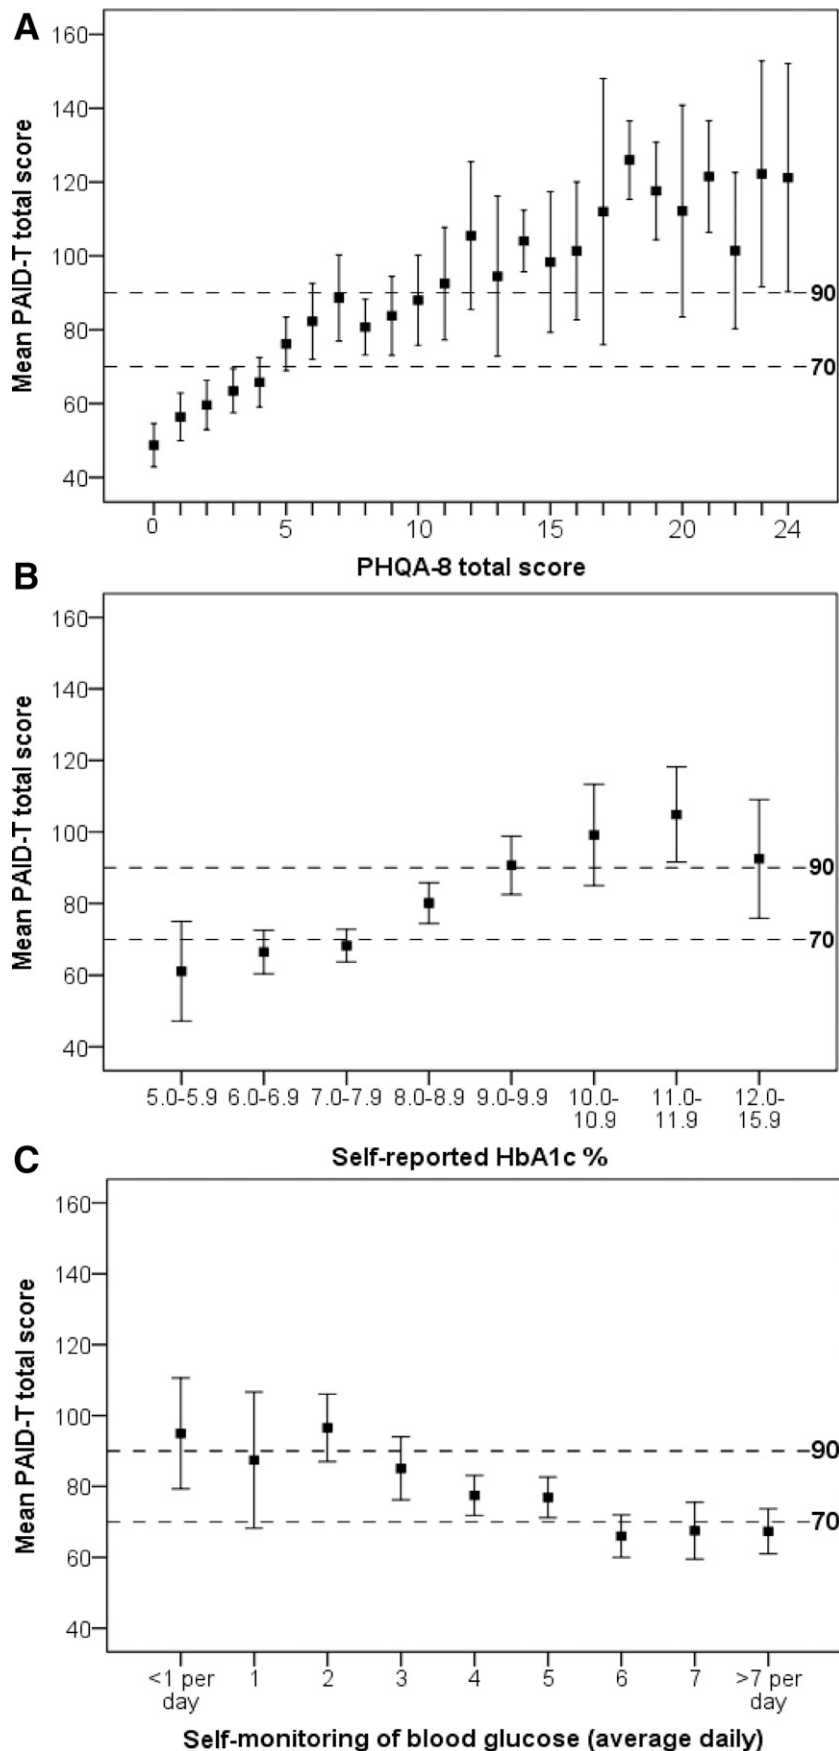 A
Mean PAID-T total score
160
140
120
100
80
60
40
90
70
0 5 10 15 20 24
PHQA-8 total score
B
Mean PAID-T total score
160
140
120
100
80
60
40
90
70
5.0-5.9 6.0-6.9 7.0-7.9 8.0-8.9 9.0-9.9 10.0- 11.0- 12.0-
10.9 11.9 15.9
Self-reported HbA1c %
C
Mean PAID-T total score
160
140
120
100
80
60
40
90
70
<1 per 1 2 3 4 5 6 7 >7 per
day day
Self-monitoring of blood glucose (average daily)